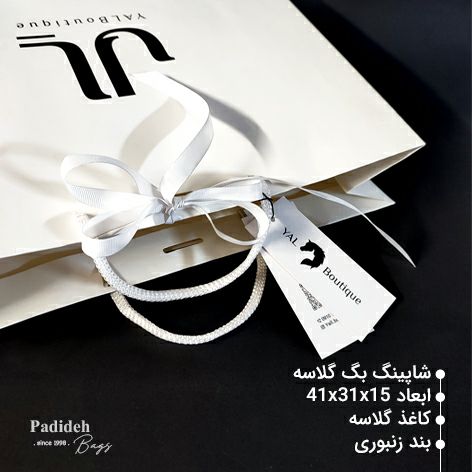 YALBoutique
YAL
Boutique
شاپینگ بگ گلاسه
ابعاد 41x31x15
کاغذ گلاسه
بند زنبوری
Padideh
. since 1998 .
Bags